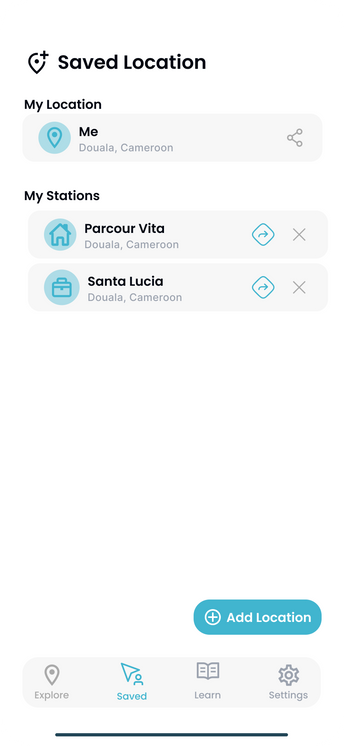 Saved Location
My Location
Me
Douala, Cameroon
My Stations
Parcour Vita
Douala, Cameroon
Santa Lucia
Douala, Cameroon
Add Location
Explore
Saved
Learn
Settings